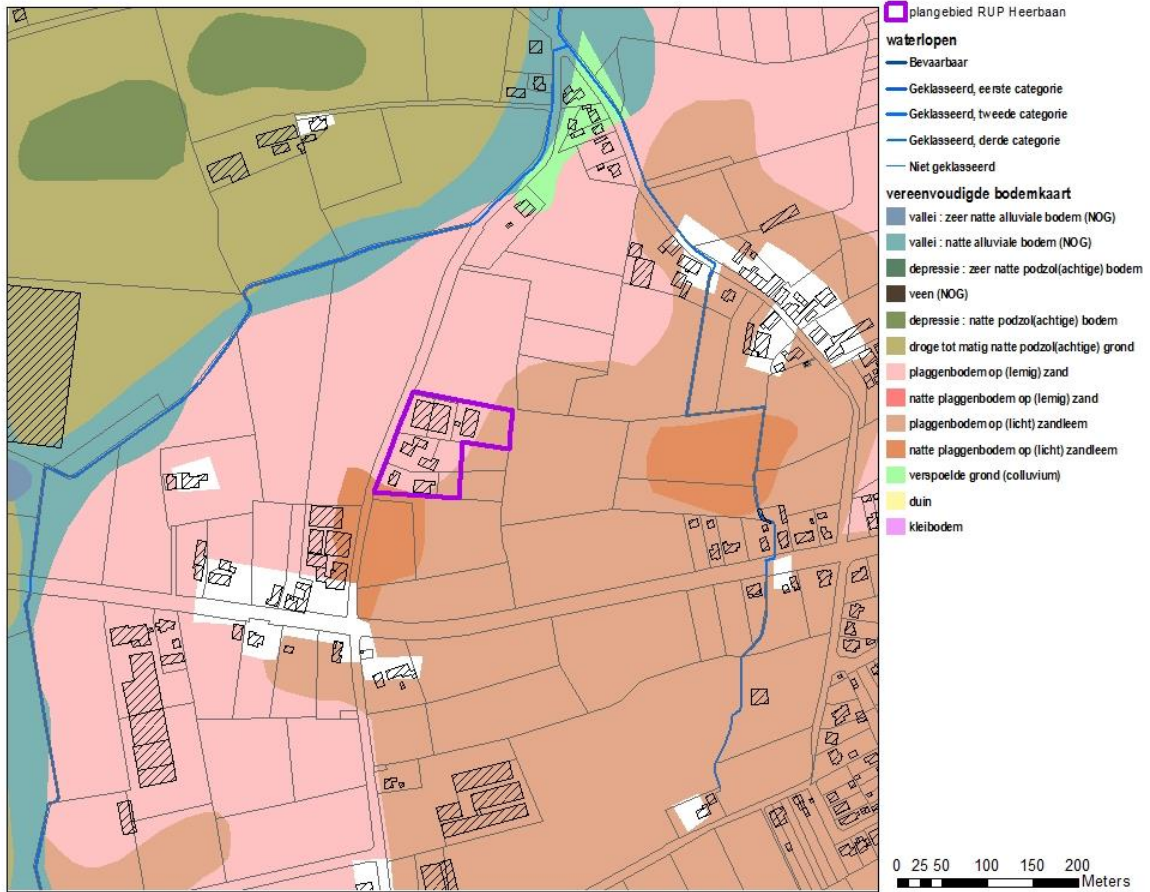 plangebied RUP Heerbaan
waterlopen
Bevaarbaar
Geklasseerd, eerste categorie
Geklasseerd, tweede categorie
Geklasseerd, derde categorie
Niet geklasseerd
vereenvoudigde bodemkaart
vallei : zeer natte alluviale bodem (NOG)
vallei : natte alluviale bodem (NOG)
depressie : zeer natte podzol(achtige) bodem
veen (NOG)
depressie : natte podzol(achtige) bodem
droge tot matig natte podzol(achtige) grond
plaggenbodem op (lemig) zand
natte plaggenbodem op (lemig) zand
plaggenbodem op (licht) zandleem
natte plaggenbodem op (licht) zandleem
verspoelde grond (colluvium)
duin
kleibodem
0 25 50 100 150 200
Meters